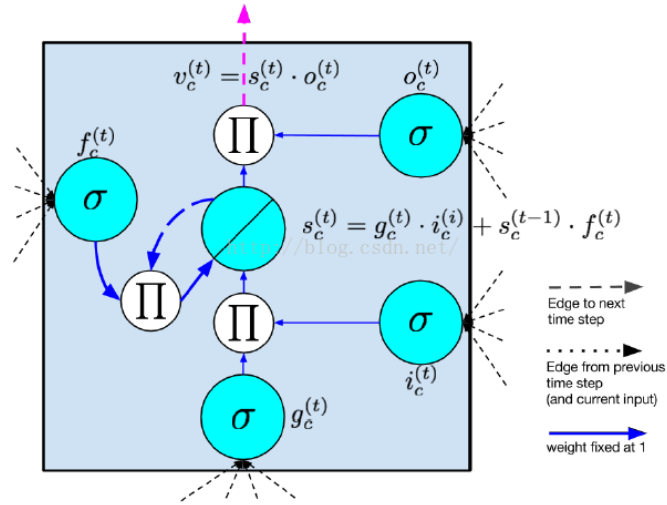 v_c^{(t)} = s_c^{(t)} · o_c^{(t)}
o_c^{(t)}
∏
σ
f_c^{(t)}
σ
s_c^{(t)} = g_c^{(t)} · i_c^{(i)} + s_c^{(t-1)} · f_c^{(t)}
http://blog.csdn.net/
∏
∏
σ
i_c^{(t)}
σ
g_c^{(t)}
Edge to next
time step
Edge from previous
time step
(and current input)
weight fixed at 1